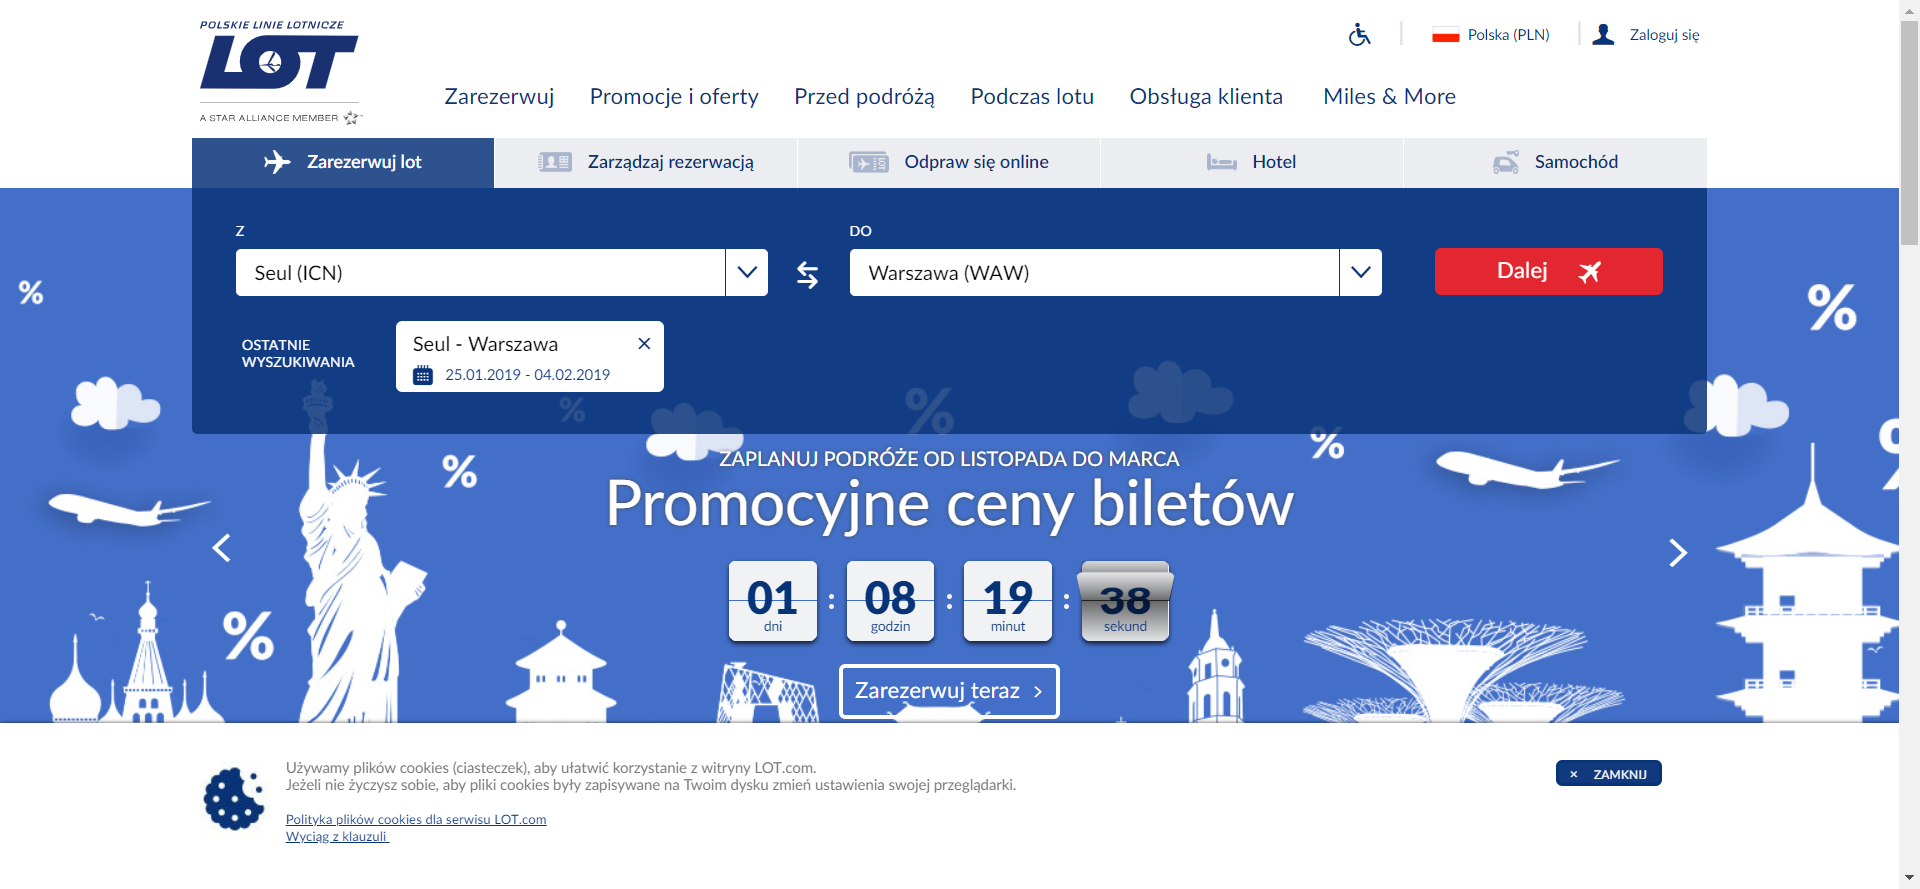 POLSKIE LINIE LOTNICZE
LOT
A STAR ALLIANCE MEMBER
Polska (PLN)
Zaloguj się
Zarezerwuj
Promocje i oferty
Przed podróżą
Podczas lotu
Obsługa klienta
Miles & More
Zarezerwuj lot
Zarządzaj rezerwacją
Odpraw się online
Hotel
Samochód
Z
DO
Seul (ICN)
Warszawa (WAW)
Dalej
OSTATNIE
WYSZUKIWANIA
Seul - Warszawa
25.01.2019 - 04.02.2019
%
%
%
%
%
%
%
ZAPLANUJ PODRÓŻE OD LISTOPADA DO MARCA
Promocyjne ceny biletów
01 : 08 : 19 : 38
dni godzin minut sekund
Zarezerwuj teraz
Używamy plików cookies (ciasteczek), aby ułatwić korzystanie z witryny LOT.com.
Jeżeli nie życzysz sobie, aby pliki cookies były zapisywane na Twoim dysku zmień ustawienia swojej przeglądarki.
× ZAMKNIJ
Polityka plików cookies dla serwisu LOT.com
Wyciąg z klauzuli